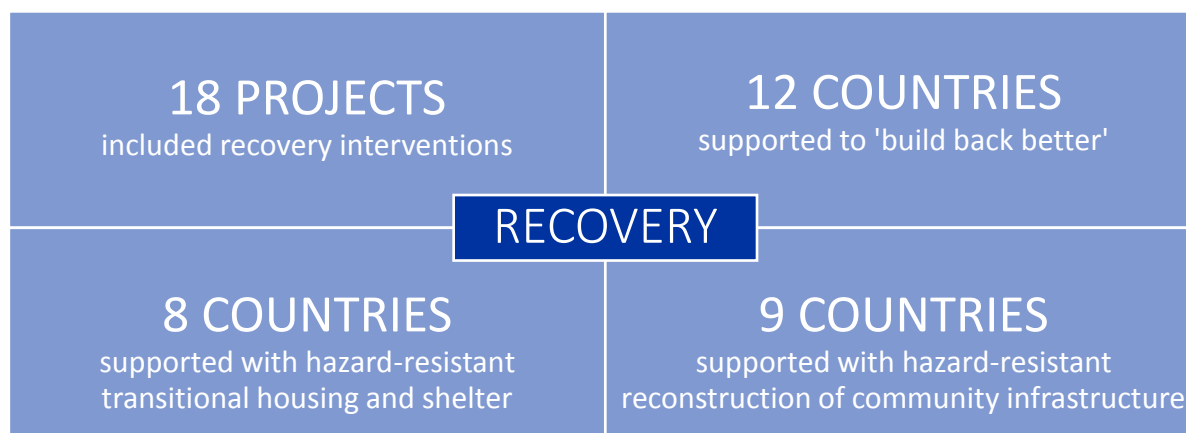 18 PROJECTS
included recovery interventions
12 COUNTRIES
supported to 'build back better'
RECOVERY
8 COUNTRIES
supported with hazard-resistant
transitional housing and shelter
9 COUNTRIES
supported with hazard-resistant
reconstruction of community infrastructure